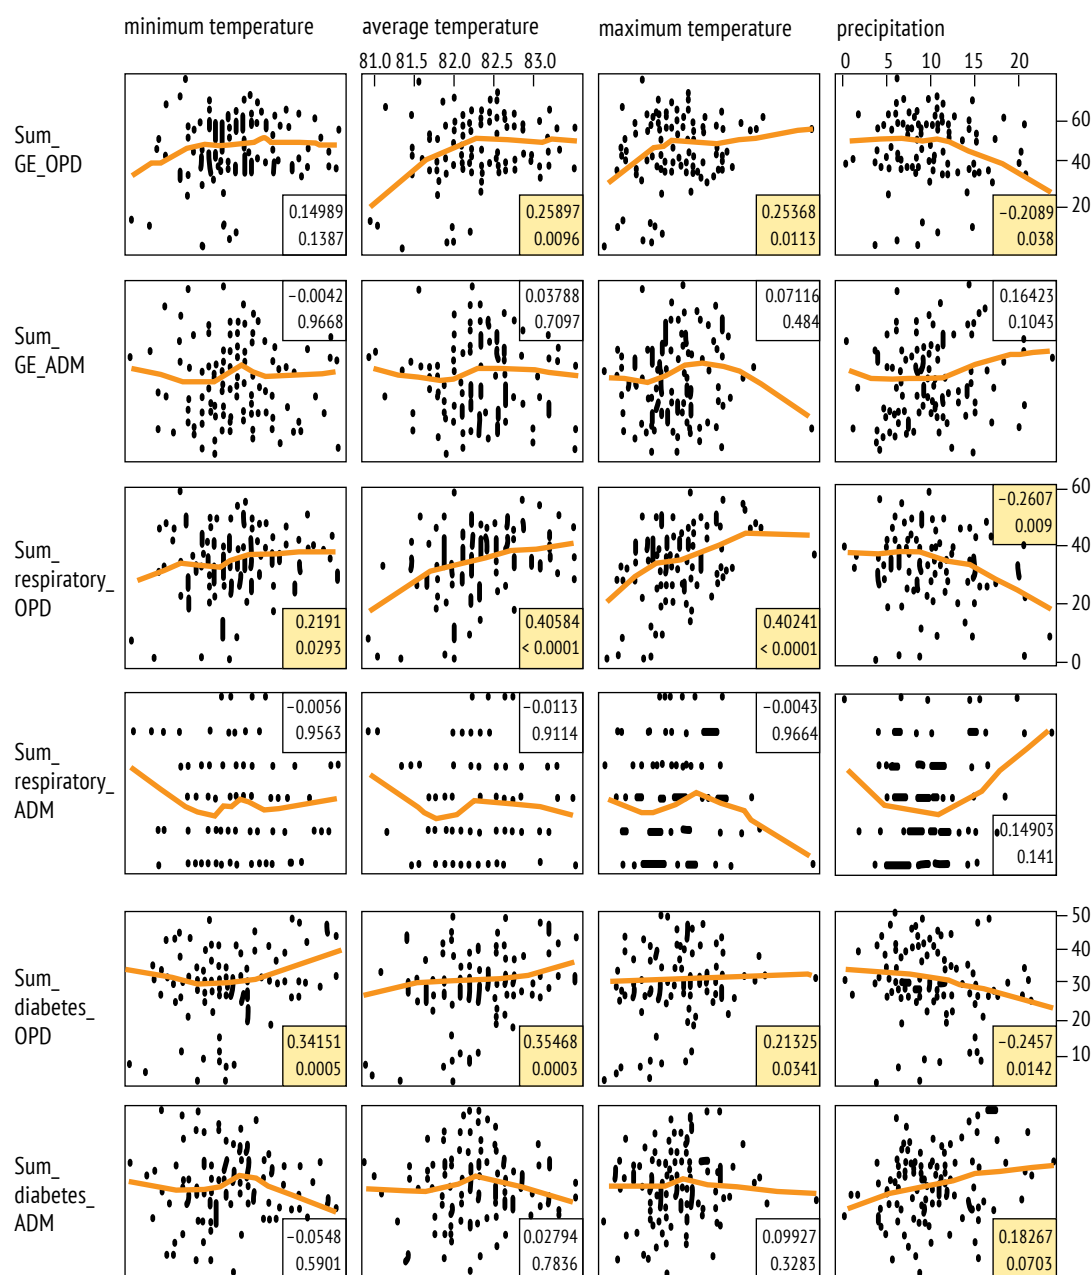 minimum temperature
average temperature
maximum temperature
precipitation
81.0 81.5 82.0 82.5 83.0
0 5 10 15 20
Sum_
GE_OPD
0.14989
0.1387
0.25897
0.0096
0.25368
0.0113
−0.2089
0.038
60
40
20
Sum_
GE_ADM
−0.0042
0.9668
0.03788
0.7097
0.07116
0.484
0.16423
0.1043
Sum_
respiratory_
OPD
0.2191
0.0293
0.40584
< 0.0001
0.40241
< 0.0001
−0.2607
0.009
60
40
20
0
Sum_
respiratory_
ADM
−0.0056
0.9563
−0.0113
0.9114
−0.0043
0.9664
0.14903
0.141
Sum_
diabetes_
OPD
0.34151
0.0005
0.35468
0.0003
0.21325
0.0341
−0.2457
0.0142
50
40
30
20
10
Sum_
diabetes_
ADM
−0.0548
0.5901
0.02794
0.7836
0.09927
0.3283
0.18267
0.0703